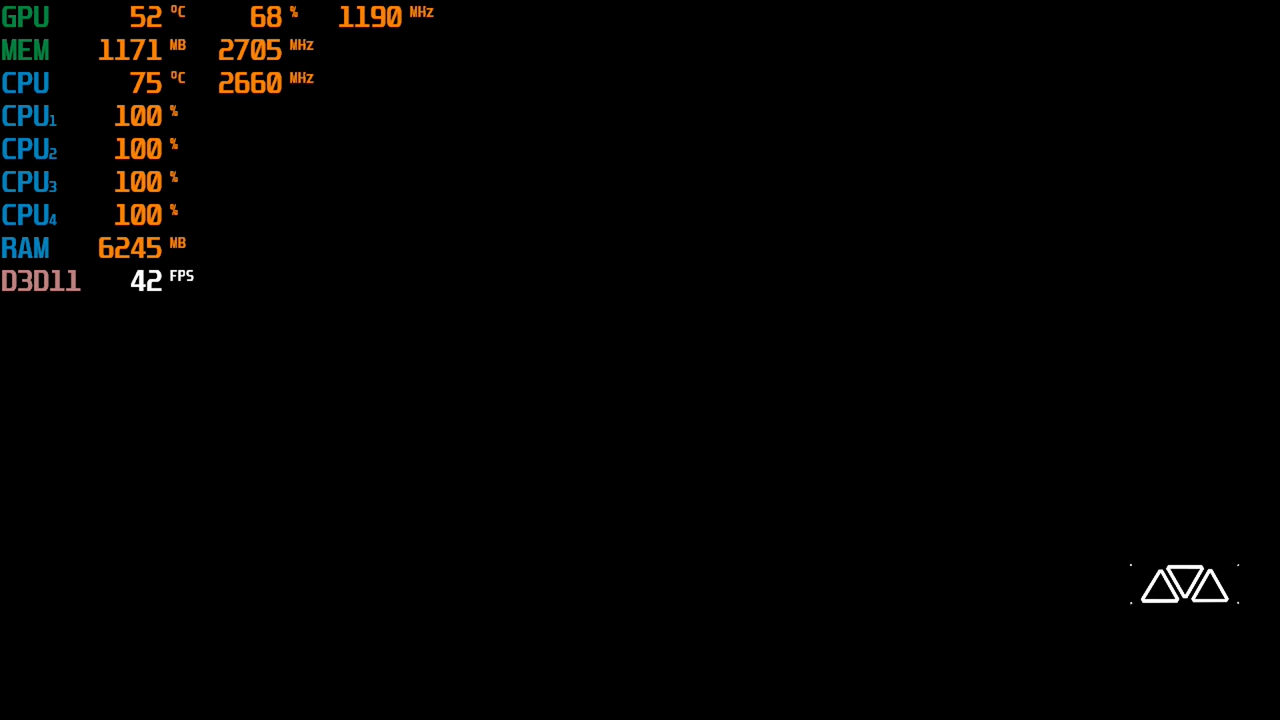 GPU 52 °C 68 % 1190 MHz
MEM 1171 MB 2705 MHz
CPU 75 °C 2660 MHz
CPU1 100 %
CPU2 100 %
CPU3 100 %
CPU4 100 %
RAM 6245 MB
D3D11 42 FPS